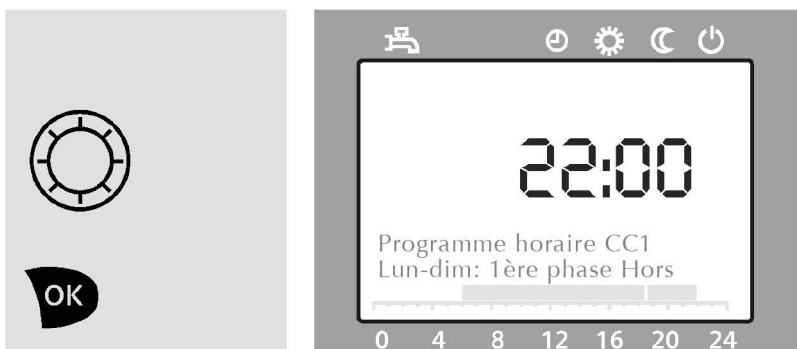 22:00
Programme horaire CC1
Lun-dim: 1ère phase Hors
OK
0 4 8 12 16 20 24